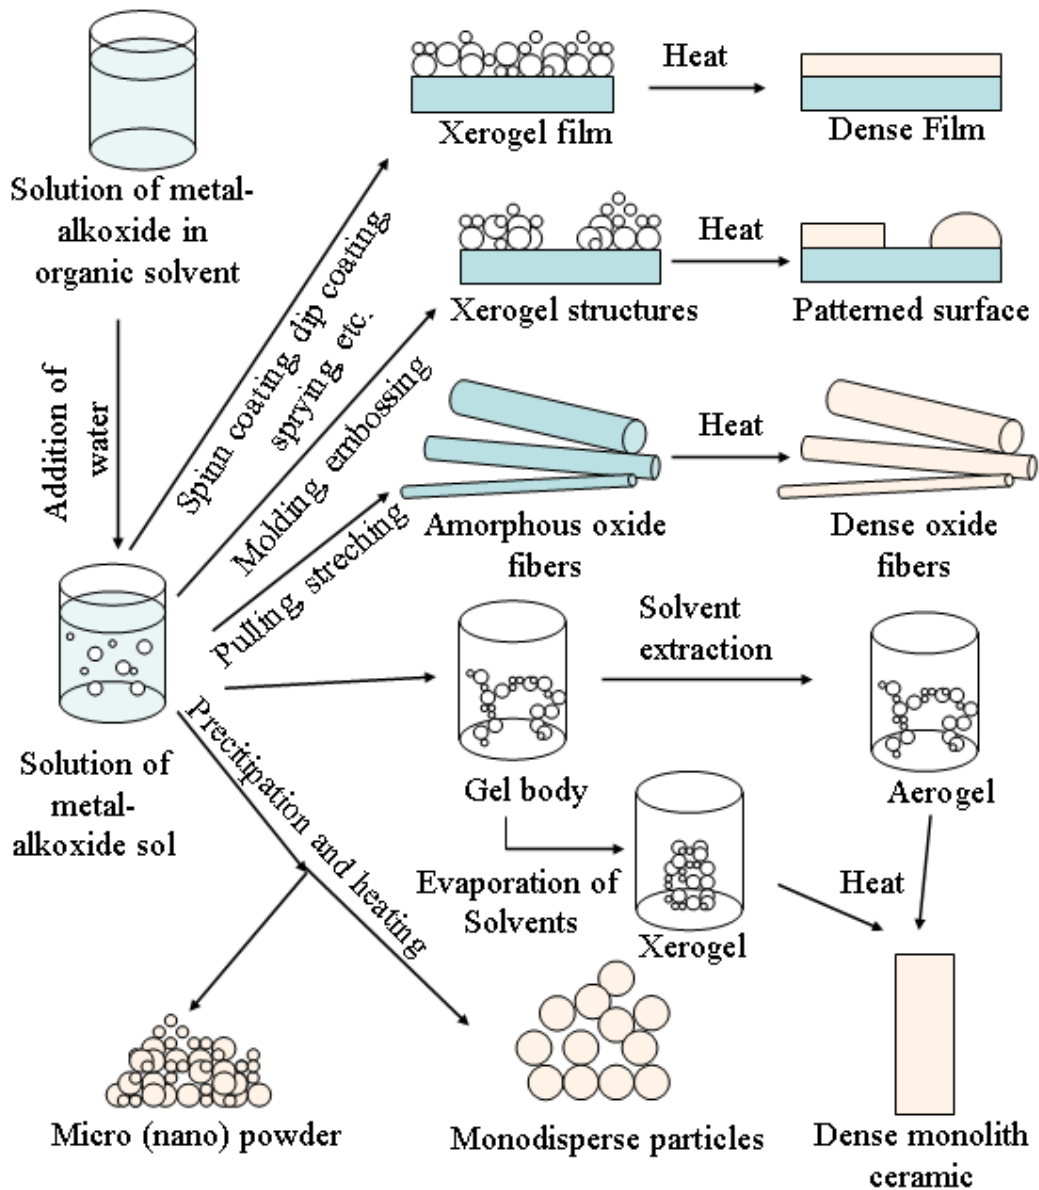 Xerogel film
Heat
Dense Film
Solution of metal-
alkoxide in
organic solvent
Xerogel structures
Heat
Patterned surface
Addition of
water
Spinn coating, dip coating,
sprying etc.
Molding, embossing
Pulling, streching
Amorphous oxide
fibers
Heat
Dense oxide
fibers
Solution of
metal-
alkoxide sol
Gel body
Solvent
extraction
Aerogel
Evaporation of
Solvents
Xerogel
Heat
Precitipation and heating
Micro (nano) powder
Monodisperse particles
Dense monolith
ceramic